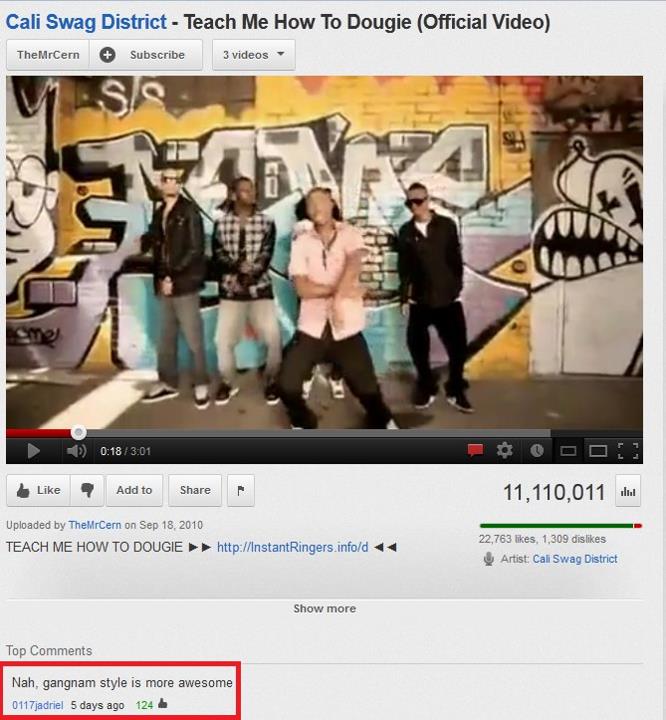 Cali Swag District - Teach Me How To Dougie (Official Video)
TheMrCern Subscribe 3 videos
0:18 / 3:01
Like Add to Share 11,110,011
Uploaded by TheMrCern on Sep 18, 2010
22,763 likes, 1,309 dislikes
TEACH ME HOW TO DOUGIE ►► http://InstantRingers.info/d ◄◄
Artist: Cali Swag District
Show more
Top Comments
Nah, gangnam style is more awesome
0117jadriel 5 days ago 124